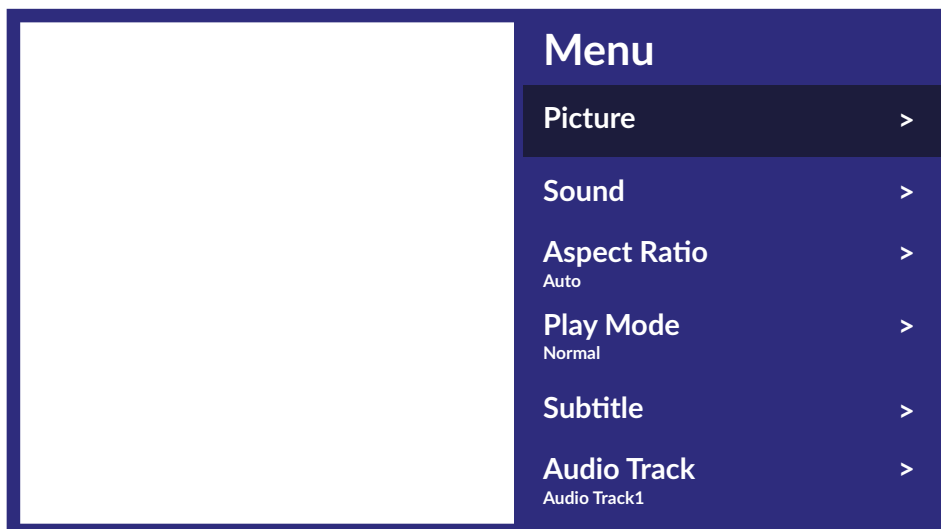 Menu
Picture >
Sound >
Aspect Ratio >
Auto
Play Mode >
Normal
Subtitle >
Audio Track >
Audio Track1